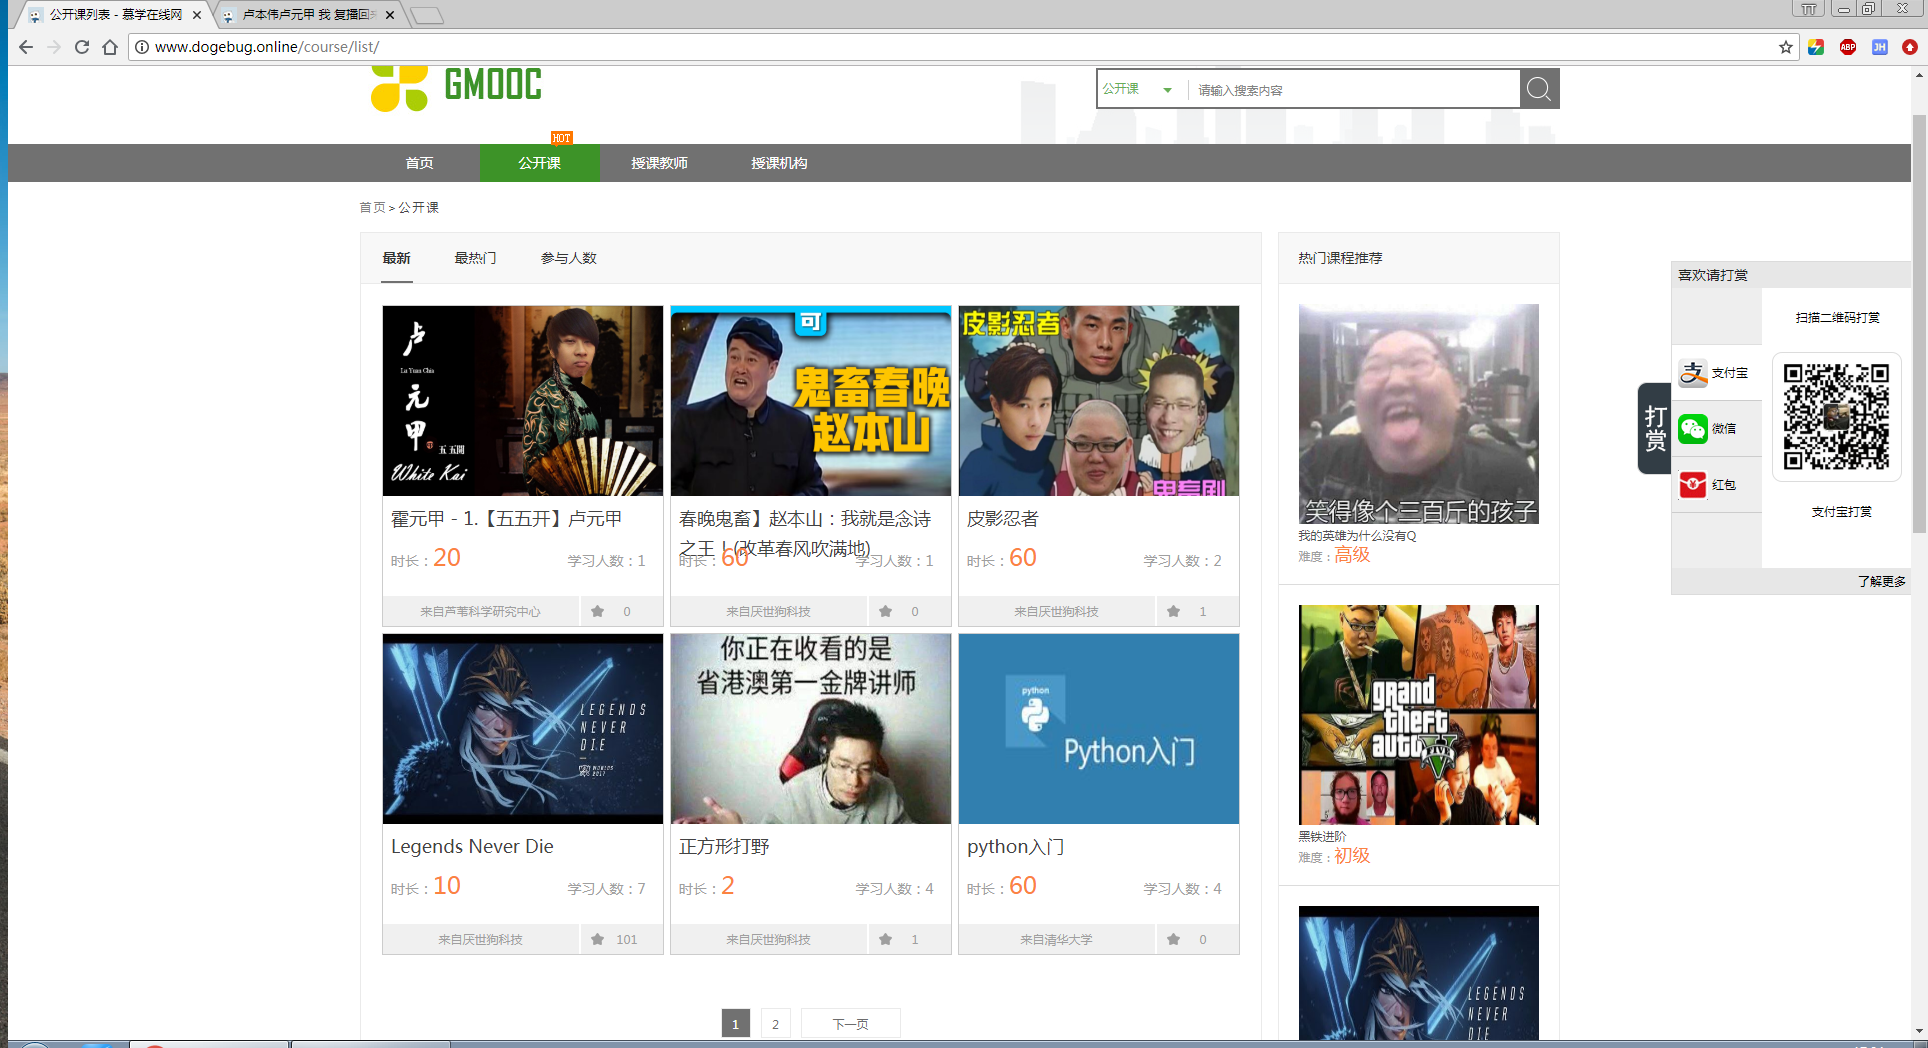 公开课列表 - 慕学在线网
卢本伟卢元甲 我 复播回
www.dogebug.online/course/list/
GMOOC
公开课
请输入搜索内容
HOT
首页
公开课
授课教师
授课机构
首页 > 公开课
最新
最热门
参与人数
卢元甲
Lu Yuan Chia
五五開
White Kai
霍元甲 - 1.【五五开】卢元甲
时长：20
学习人数：1
来自芦苇科学研究中心
0
可
鬼畜春晚
赵本山
春晚鬼畜】赵本山：我就是念诗
之王！(改革春风吹满地)
时长：60
学习人数：1
来自厌世狗科技
0
皮影忍者
鬼畜剧
皮影忍者
时长：60
学习人数：2
来自厌世狗科技
1
LEGENDS
NEVER
DIE
Legends Never Die
时长：10
学习人数：7
来自厌世狗科技
101
你正在收看的是
省港澳第一金牌讲师
正方形打野
时长：2
学习人数：4
来自厌世狗科技
1
python
Python入门
python入门
时长：60
学习人数：4
来自清华大学
0
1
2
下一页
热门课程推荐
笑得像个三百斤的孩子
我的英雄为什么没有Q
难度：高级
grand
theft
auto
FIVE
黑铁进阶
难度：初级
LEGENDS
NEVER
DIE
打赏
喜欢请打赏
支付宝
微信
红包
扫描二维码打赏
支付宝打赏
了解更多
ABP
JH